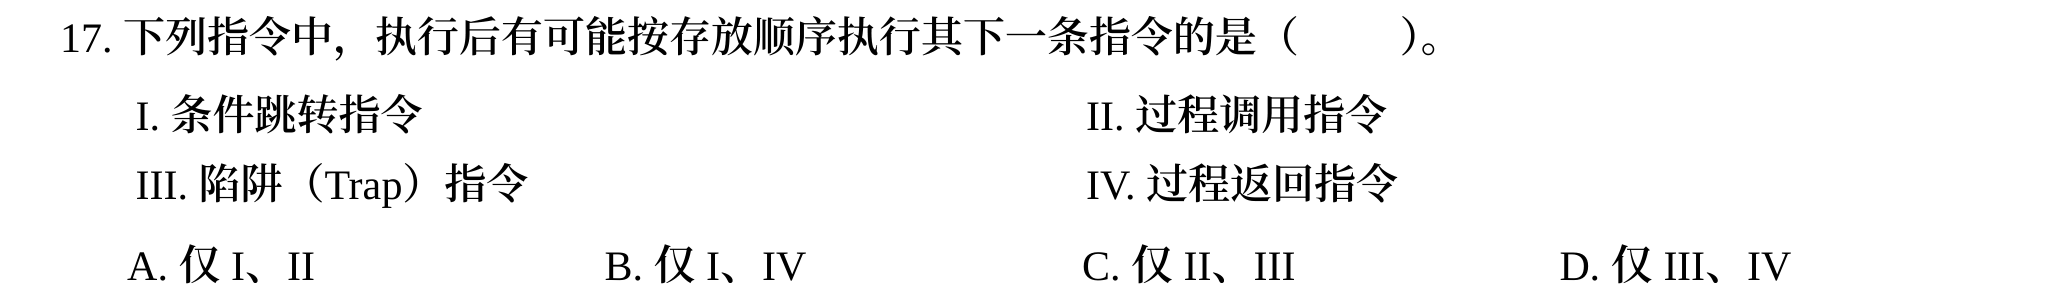 17. 下列指令中，执行后有可能按存放顺序执行其下一条指令的是（　　）。
I. 条件跳转指令　　II. 过程调用指令
III. 陷阱（Trap）指令　　IV. 过程返回指令
A. 仅 I、II　　B. 仅 I、IV　　C. 仅 II、III　　D. 仅 III、IV